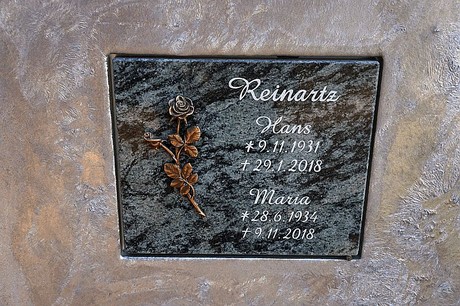 Reinartz
Hans
* 9.11.1931
† 29.1.2018
Maria
* 28.6.1934
† 9.11.2018